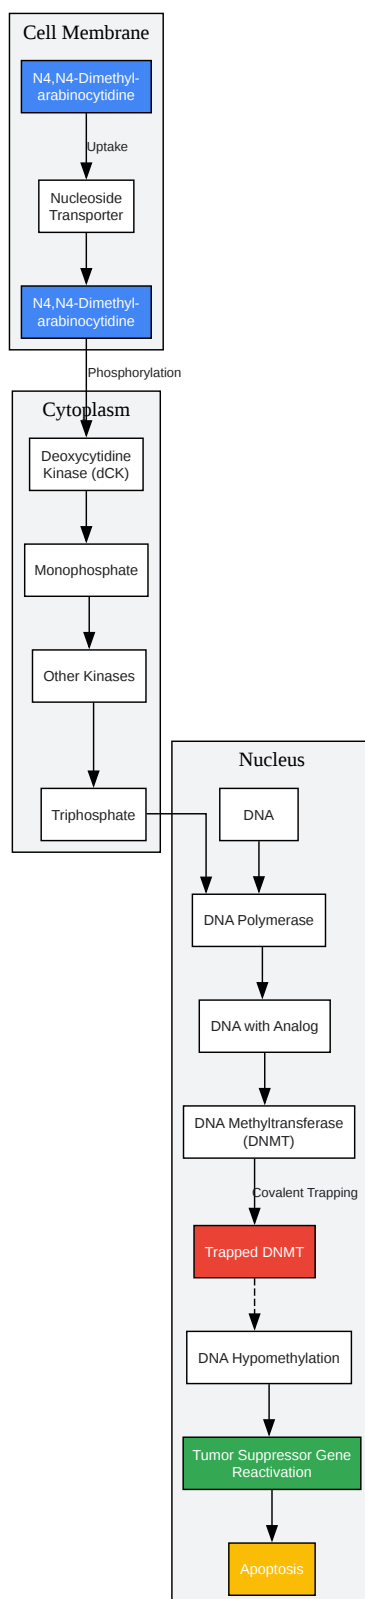 Cell Membrane
N4,N4-Dimethyl-
arabinocytidine
Uptake
Nucleoside
Transporter
N4,N4-Dimethyl-
arabinocytidine
Phosphorylation
Cytoplasm
Deoxycytidine
Kinase (dCK)
Monophosphate
Other Kinases
Triphosphate
Nucleus
DNA
DNA Polymerase
DNA with Analog
DNA Methyltransferase
(DNMT)
Covalent Trapping
Trapped DNMT
DNA Hypomethylation
Tumor Suppressor Gene
Reactivation
Apoptosis